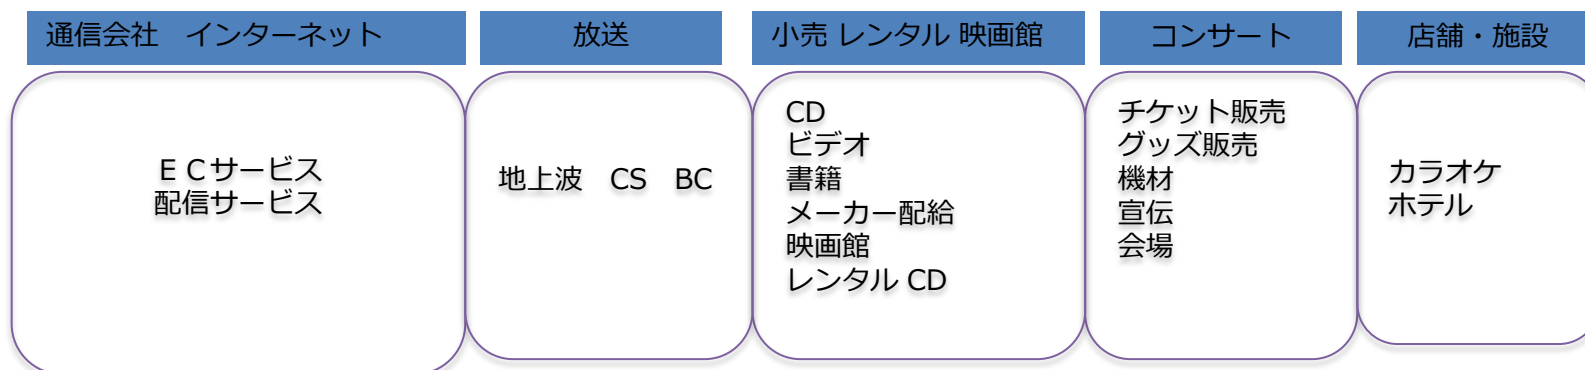 通信会社　インターネット
放送
小売 レンタル 映画館
コンサート
店舗・施設
ＥＣサービス
配信サービス
地上波　CS　BC
CD
ビデオ
書籍
メーカー配給
映画館
レンタル CD
チケット販売
グッズ販売
機材
宣伝
会場
カラオケ
ホテル